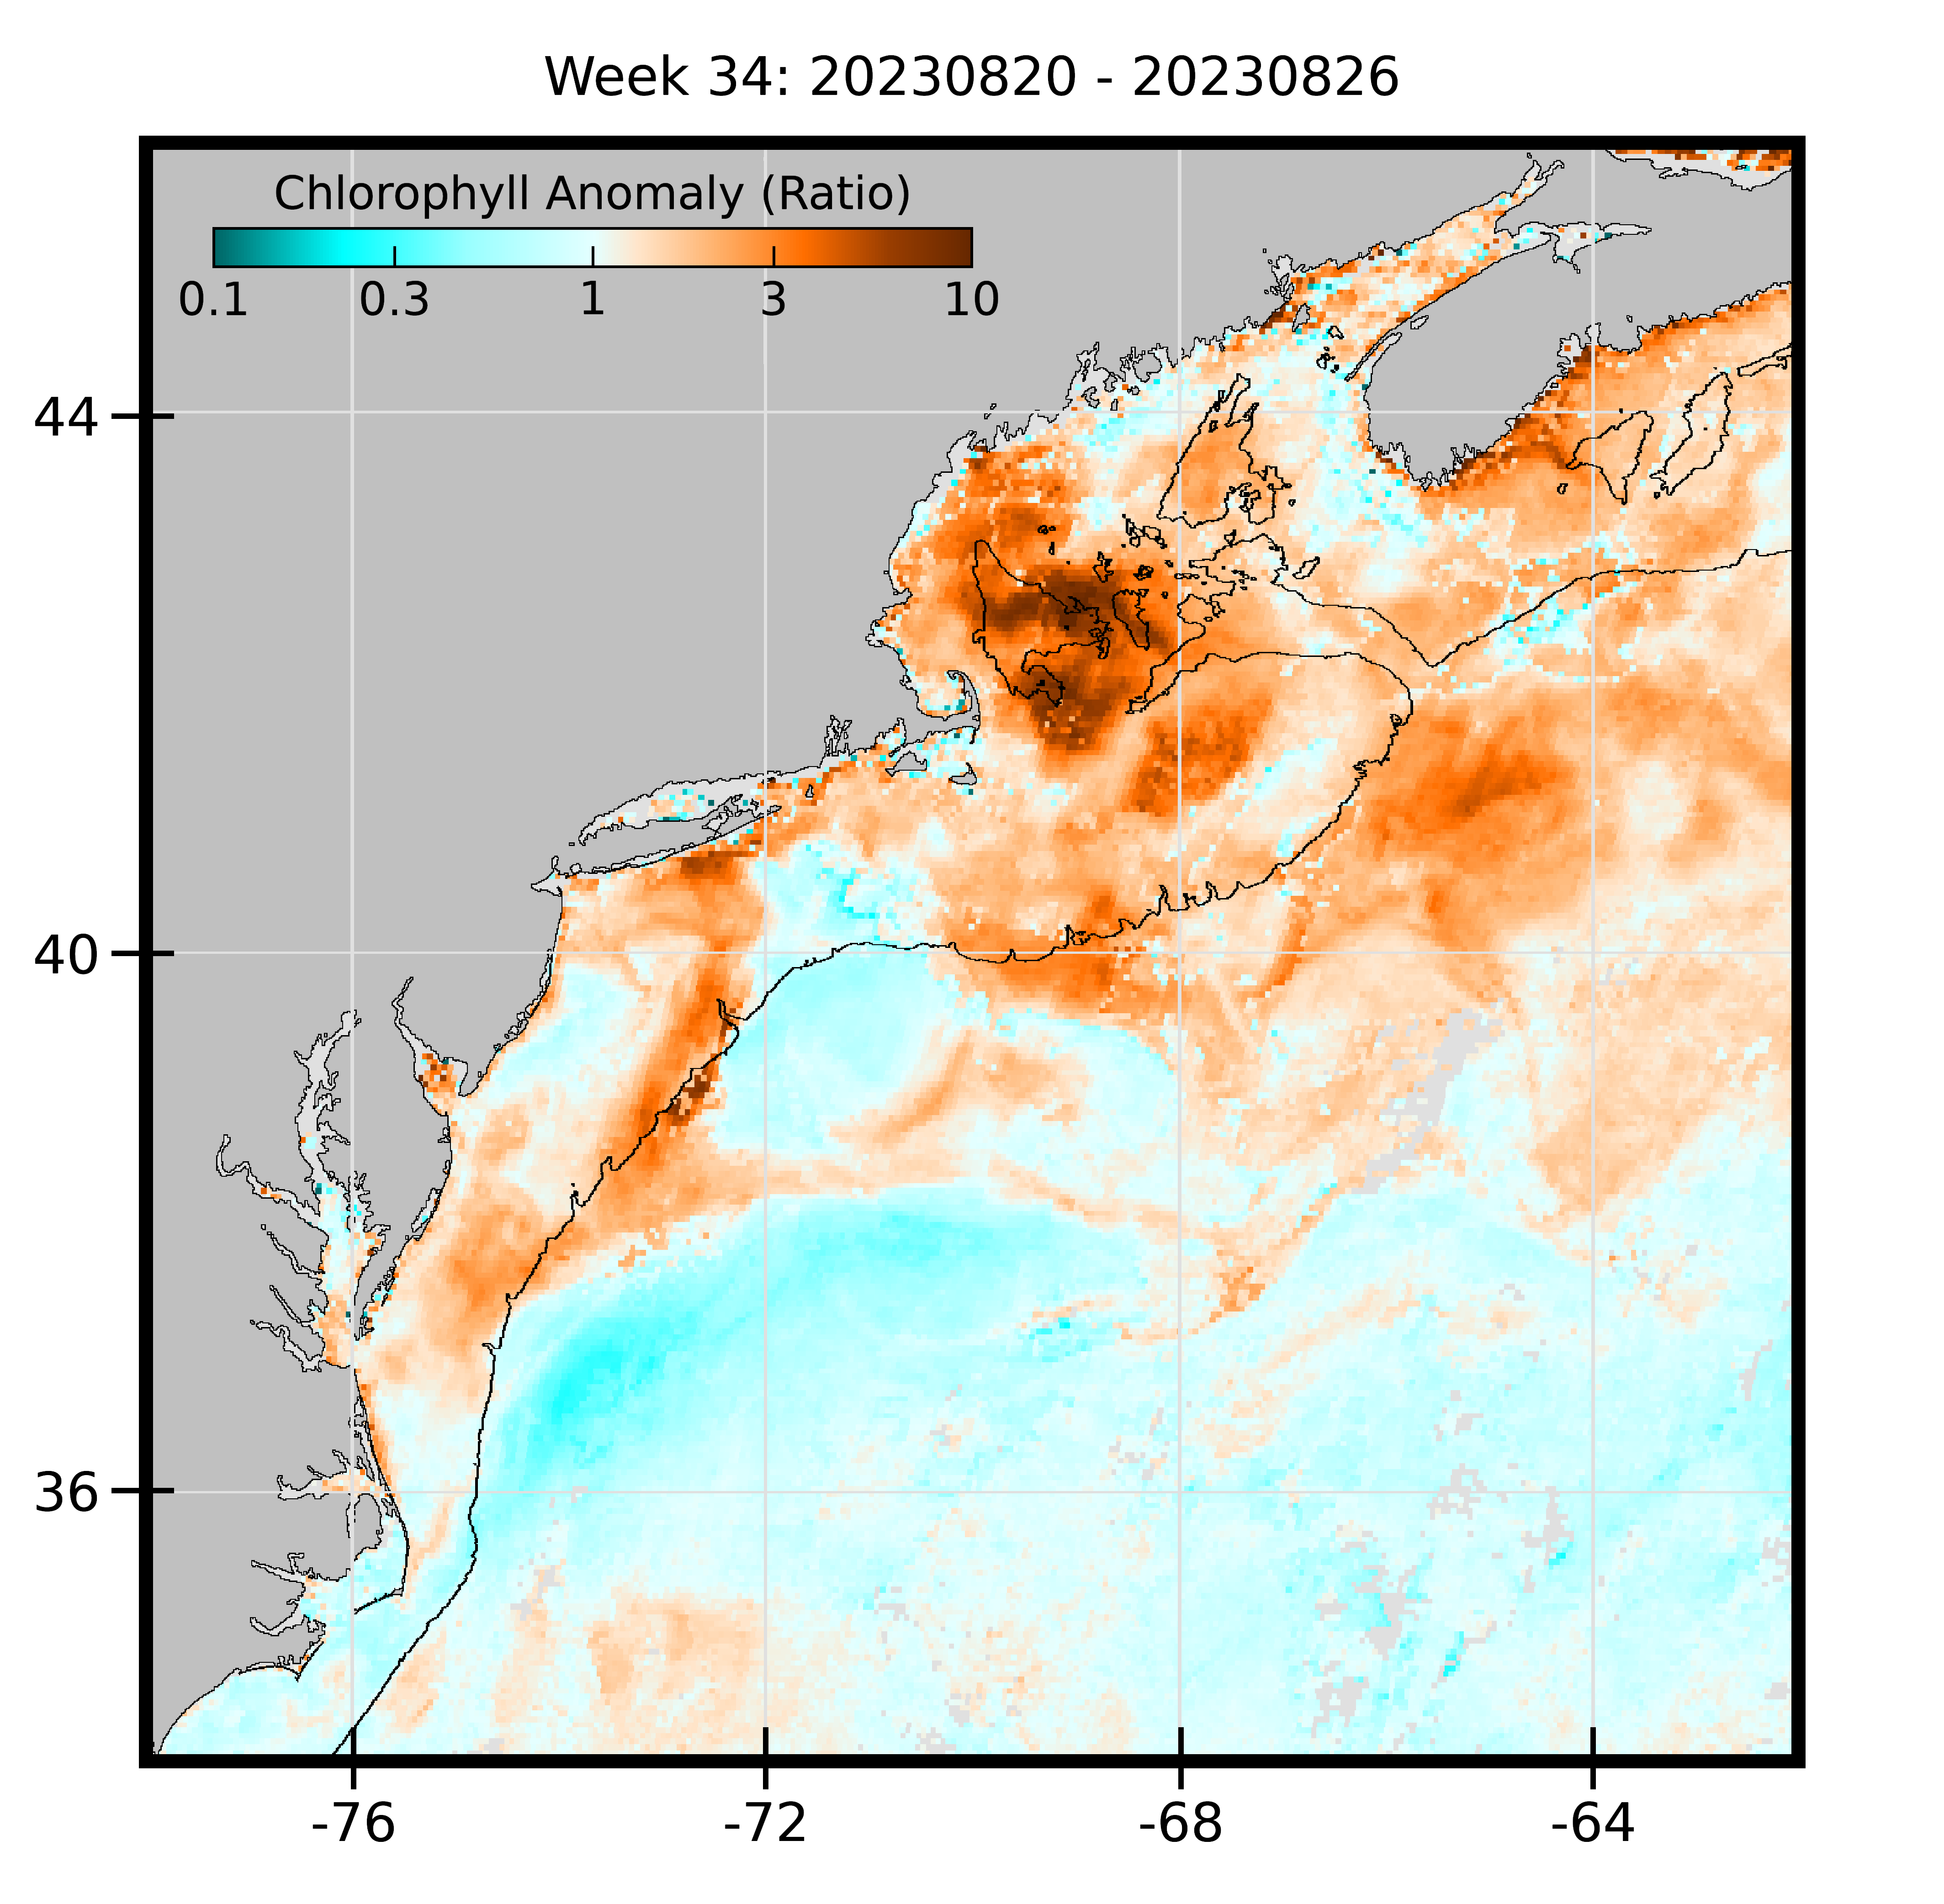 Week 34: 20230820 - 20230826
Chlorophyll Anomaly (Ratio)
0.1 0.3 1 3 10
44
40
36
-76 -72 -68 -64